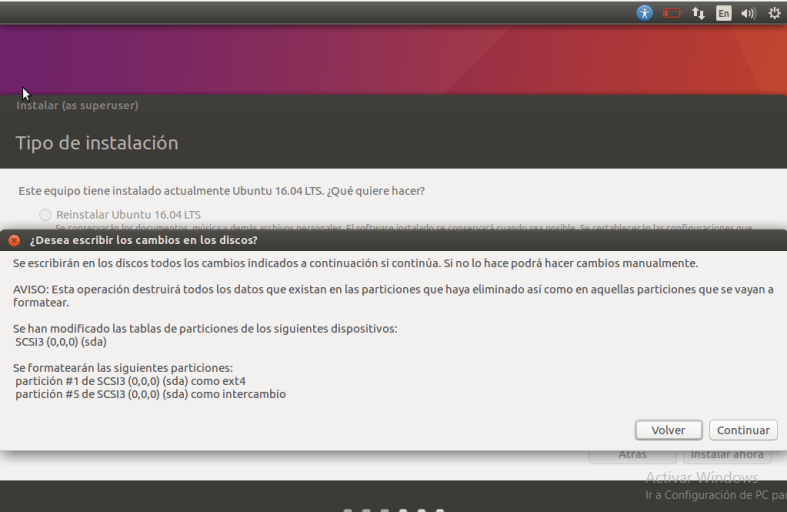 En
Instalar (as superuser)
Tipo de instalación
Este equipo tiene instalado actualmente Ubuntu 16.04 LTS. ¿Qué quiere hacer?
Reinstalar Ubuntu 16.04 LTS
Se conservarán los documentos, música y demás archivos personales. El software instalado se conservará cuando sea posible. Se restablecerán las configuraciones que
¿Desea escribir los cambios en los discos?
Se escribirán en los discos todos los cambios indicados a continuación si continúa. Si no lo hace podrá hacer cambios manualmente.
AVISO: Esta operación destruirá todos los datos que existan en las particiones que haya eliminado así como en aquellas particiones que se vayan a
formatear.
Se han modificado las tablas de particiones de los siguientes dispositivos:
SCSI3 (0,0,0) (sda)
Se formatearán las siguientes particiones:
partición #1 de SCSI3 (0,0,0) (sda) como ext4
partición #5 de SCSI3 (0,0,0) (sda) como intercambio
Volver Continuar
Atrás Instalar ahora
Activar Windows
Ir a Configuración de PC par